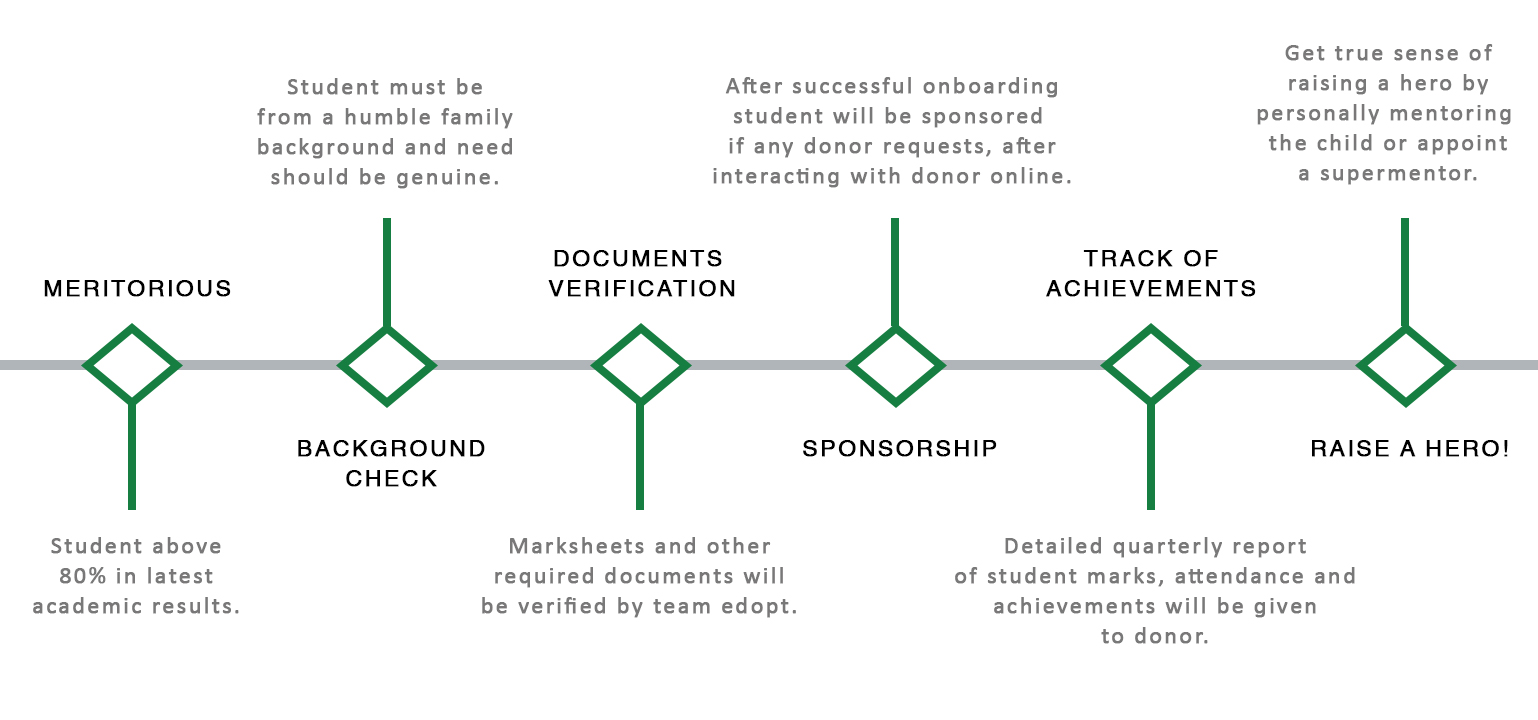 MERITORIOUS
Student above
80% in latest
academic results.
Student must be
from a humble family
background and need
should be genuine.
BACKGROUND
CHECK
DOCUMENTS
VERIFICATION
Marksheets and other
required documents will
be verified by team edopt.
After successful onboarding
student will be sponsored
if any donor requests, after
interacting with donor online.
SPONSORSHIP
TRACK OF
ACHIEVEMENTS
Detailed quarterly report
of student marks, attendance and
achievements will be given
to donor.
Get true sense of
raising a hero by
personally mentoring
the child or appoint
a supermentor.
RAISE A HERO!